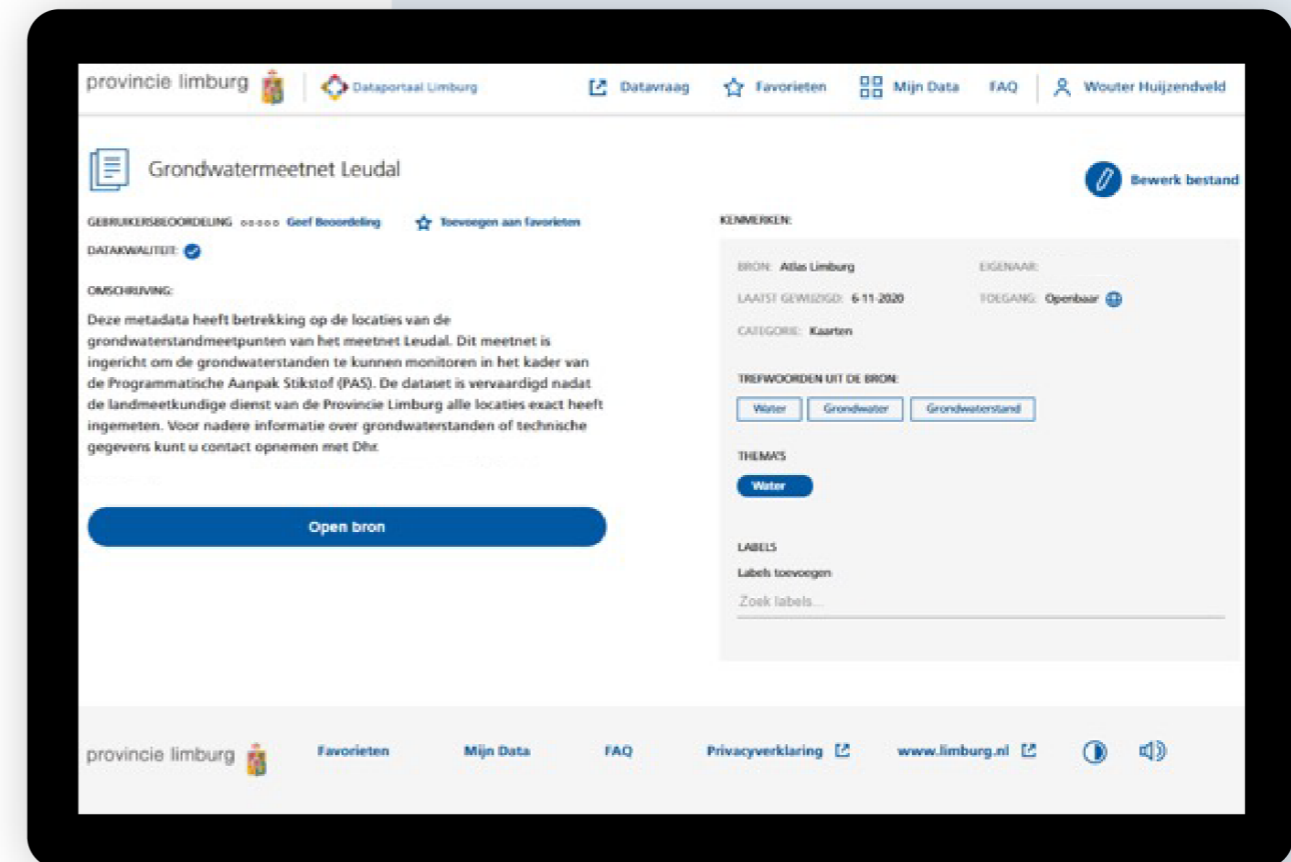 provincie limburg
Dataportaal Limburg
Datavraag
Favorieten
Mijn Data
FAQ
Wouter Huijzendveld
Grondwatermeetnet Leudal
Bewerk bestand
GEBRUIKERSBEOORDELING Geef Beoordeling Toevoegen aan favorieten
DATAKWALITEIT:
OMSCHRIJVING:
Deze metadata heeft betrekking op de locaties van de
grondwaterstandmeetpunten van het meetnet Leudal. Dit meetnet is
ingericht om de grondwaterstanden te kunnen monitoren in het kader van
de Programmatische Aanpak Stikstof (PAS). De dataset is vervaardigd nadat
de landmeetkundige dienst van de Provincie Limburg alle locaties exact heeft
ingemeten. Voor nadere informatie over grondwaterstanden of technische
gegevens kunt u contact opnemen met Dhr.
Open bron
KENMERKEN:
BRON: Atlas Limburg
EIGENAAR:
LAATST GEWIJZIGD: 6-11-2020
TOEGANG: Openbaar
CATEGORIE: Kaarten
TREFWOORDEN UIT DE BRON:
Water
Grondwater
Grondwaterstand
THEMA'S
Water
LABELS
Labels toevoegen
Zoek labels...
provincie limburg
Favorieten
Mijn Data
FAQ
Privacyverklaring
www.limburg.nl